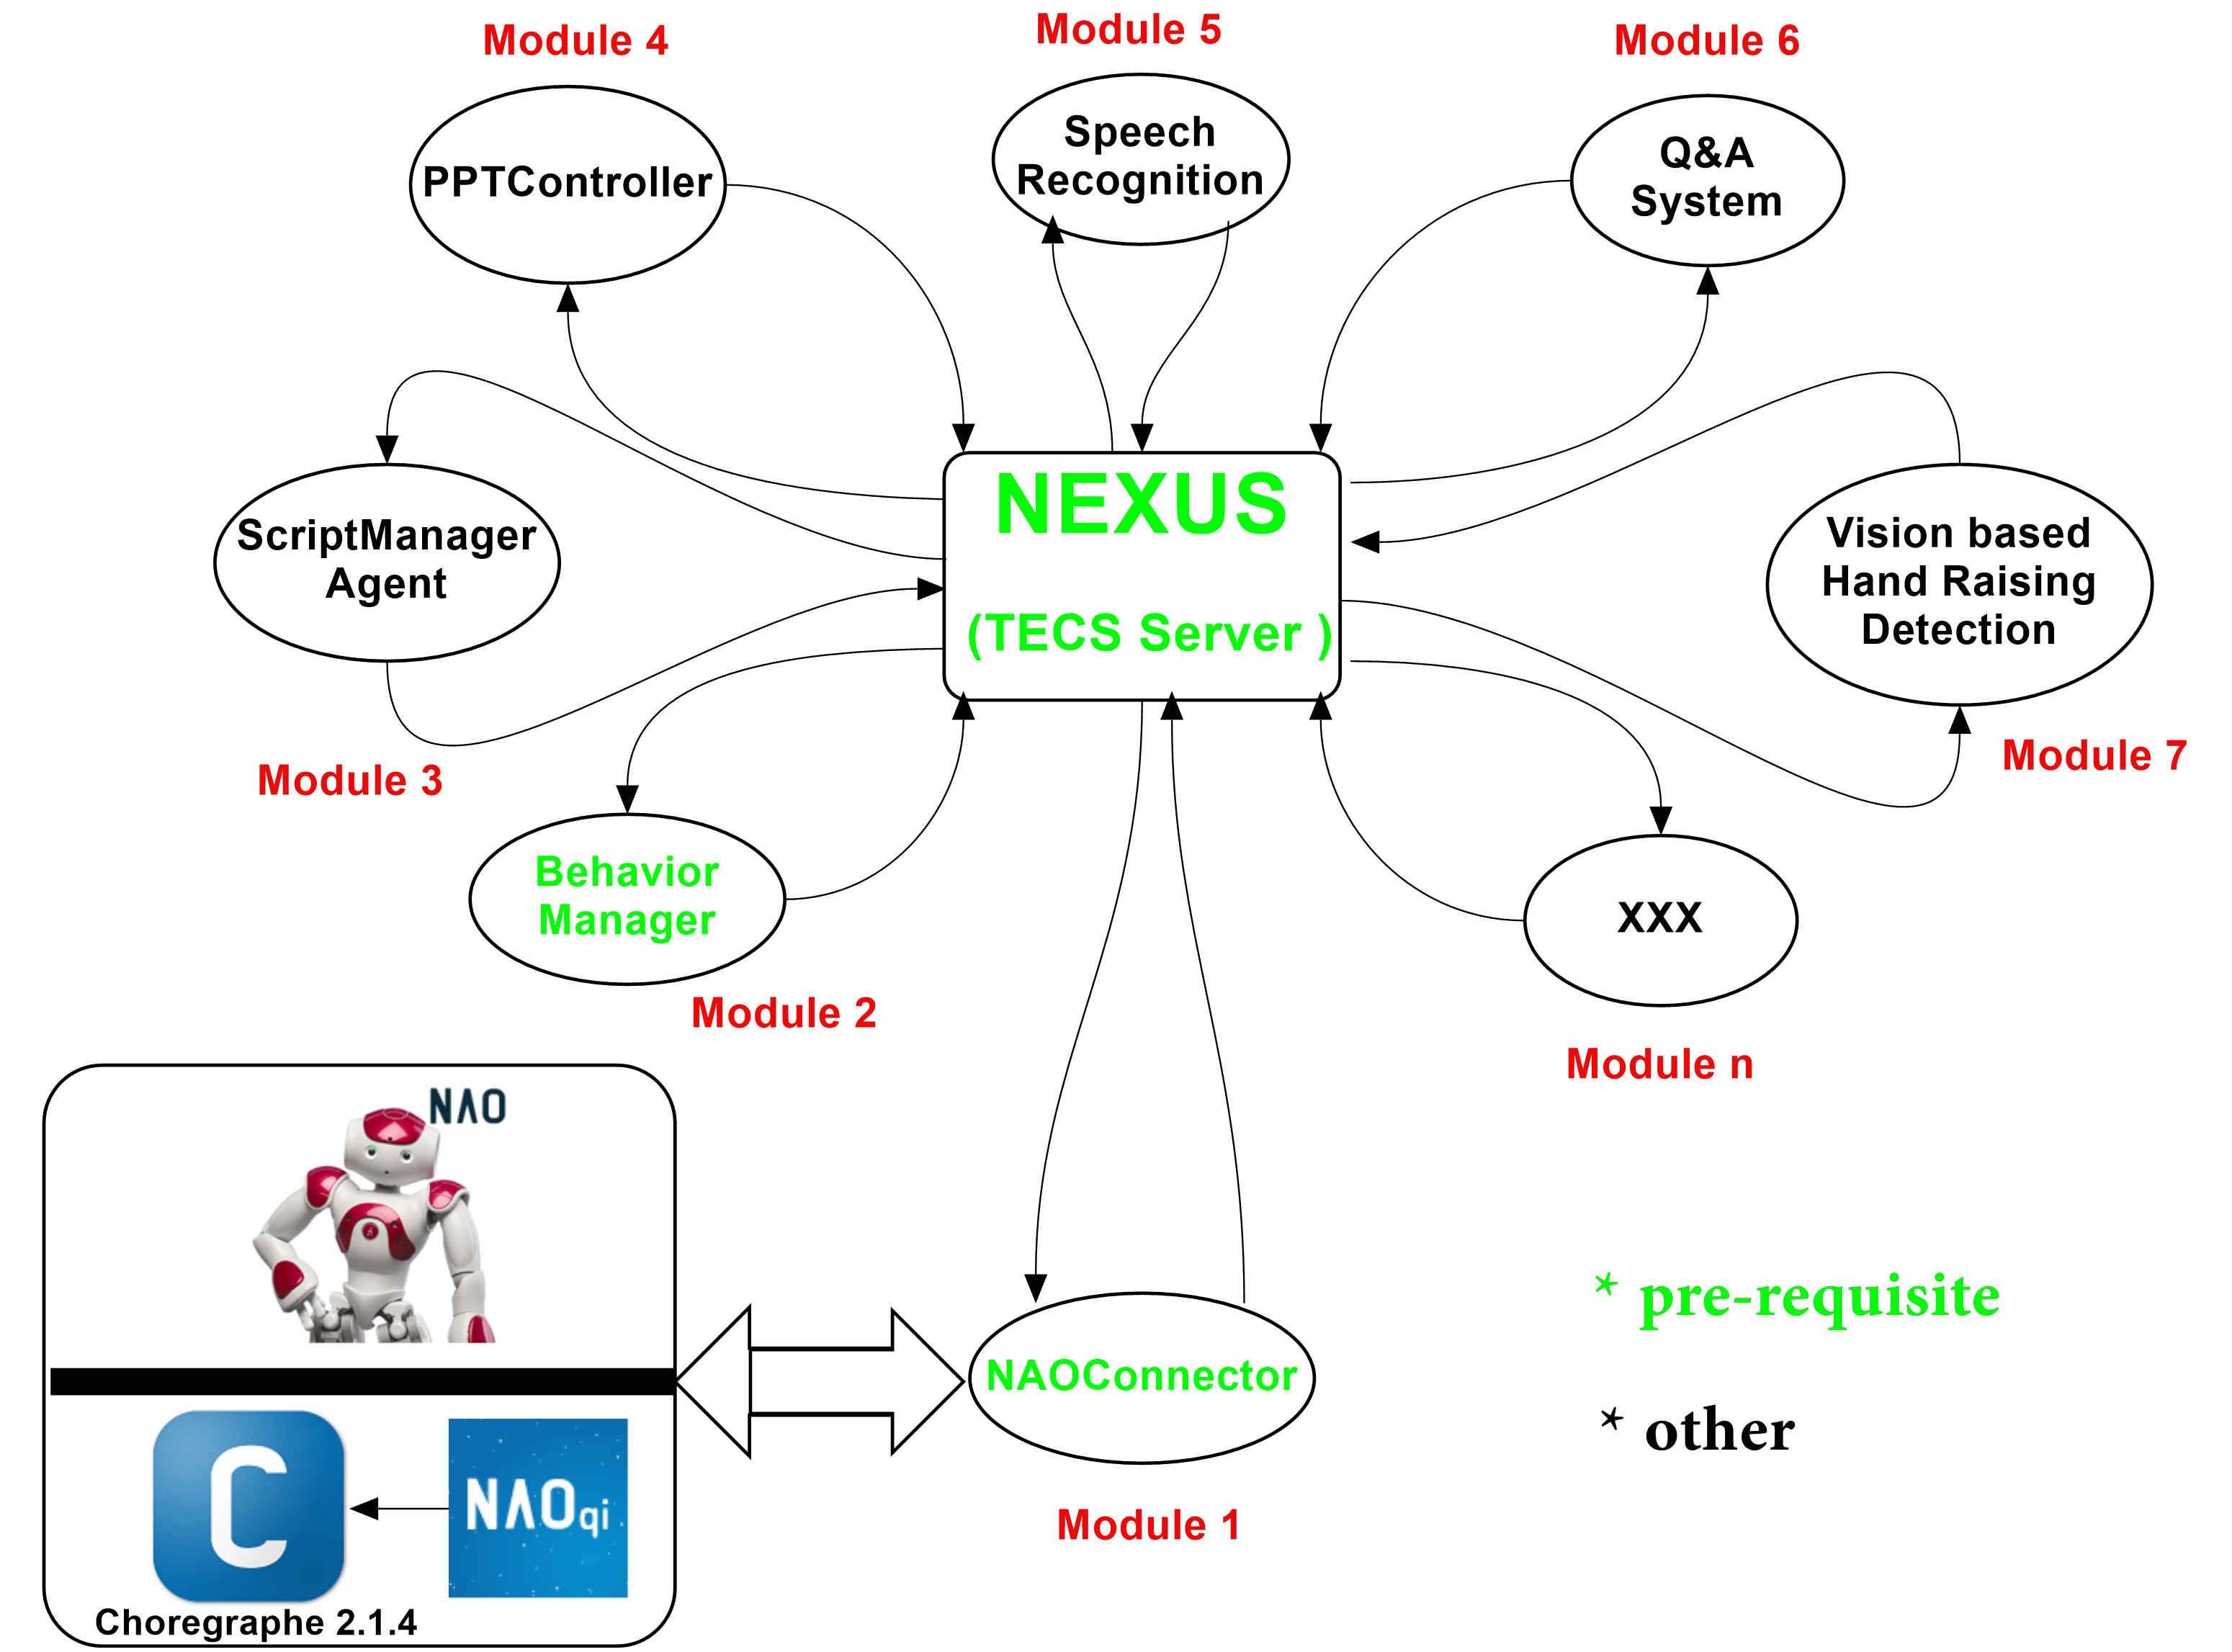 Module 4
Module 5
Module 6
PPTController
Speech
Recognition
Q&A
System
NEXUS
(TECS Server )
ScriptManager
Agent
Vision based
Hand Raising
Detection
Module 3
Module 7
Behavior
Manager
XXX
Module 2
Module n
NAO
pre-requisite
* pre-requisite
NAOConnector
* other
C
NAOqi
Module 1
Choregraphe 2.1.4